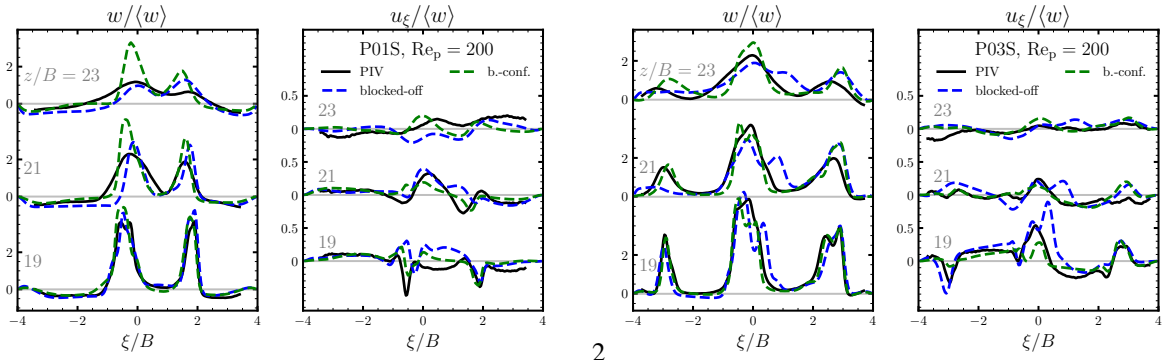 w/⟨w⟩
u_ξ/⟨w⟩
w/⟨w⟩
u_ξ/⟨w⟩
z/B = 23
21
19
2
0
2
0
2
0
−4 −2 0 2 4
ξ/B
P01S, Re_p = 200
PIV
b.-conf.
blocked-off
23
21
19
0.5
0
0.5
0
0.5
0
−4 −2 0 2 4
ξ/B
z/B = 23
21
19
2
0
2
0
2
0
−4 −2 0 2 4
ξ/B
P03S, Re_p = 200
PIV
b.-conf.
blocked-off
23
21
19
0.5
0
0.5
0
0.5
0
−4 −2 0 2 4
ξ/B
2